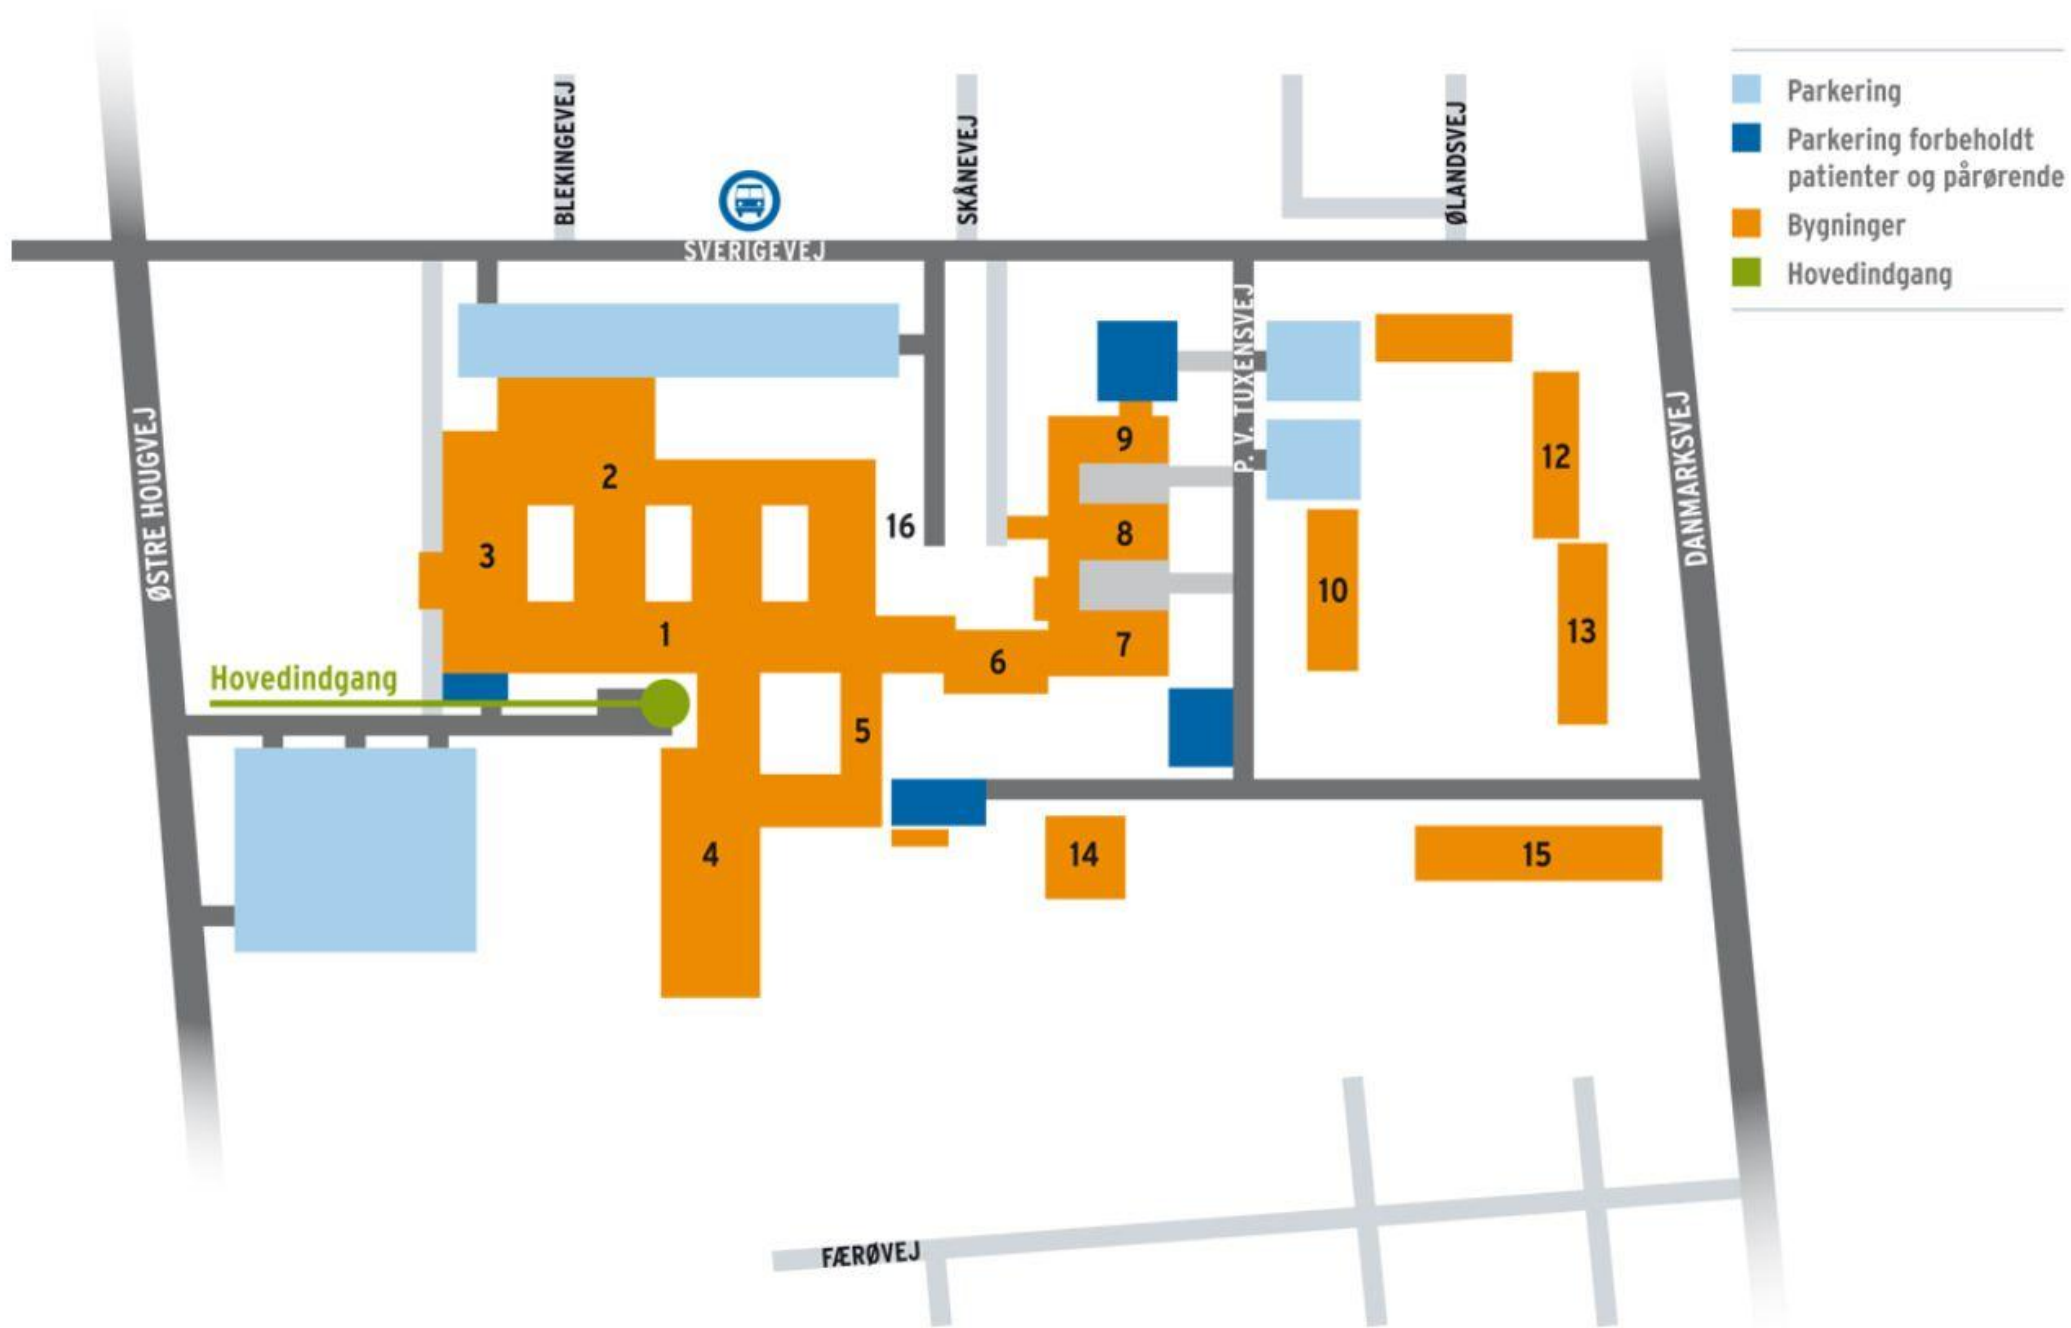 BLEKINGEVEJ
SKÅNEVEJ
ØLANDSVEJ
Parkering
Parkering forbeholdt
patienter og pårørende
Bygninger
Hovedindgang
SVERIGEVEJ
P. V. TUXENSVEJ
ØSTRE HOUGVEJ
DANMARKSVEJ
9
2
12
16
8
3
10
1
7
13
6
Hovedindgang
5
4
14
15
FÆRØVEJ